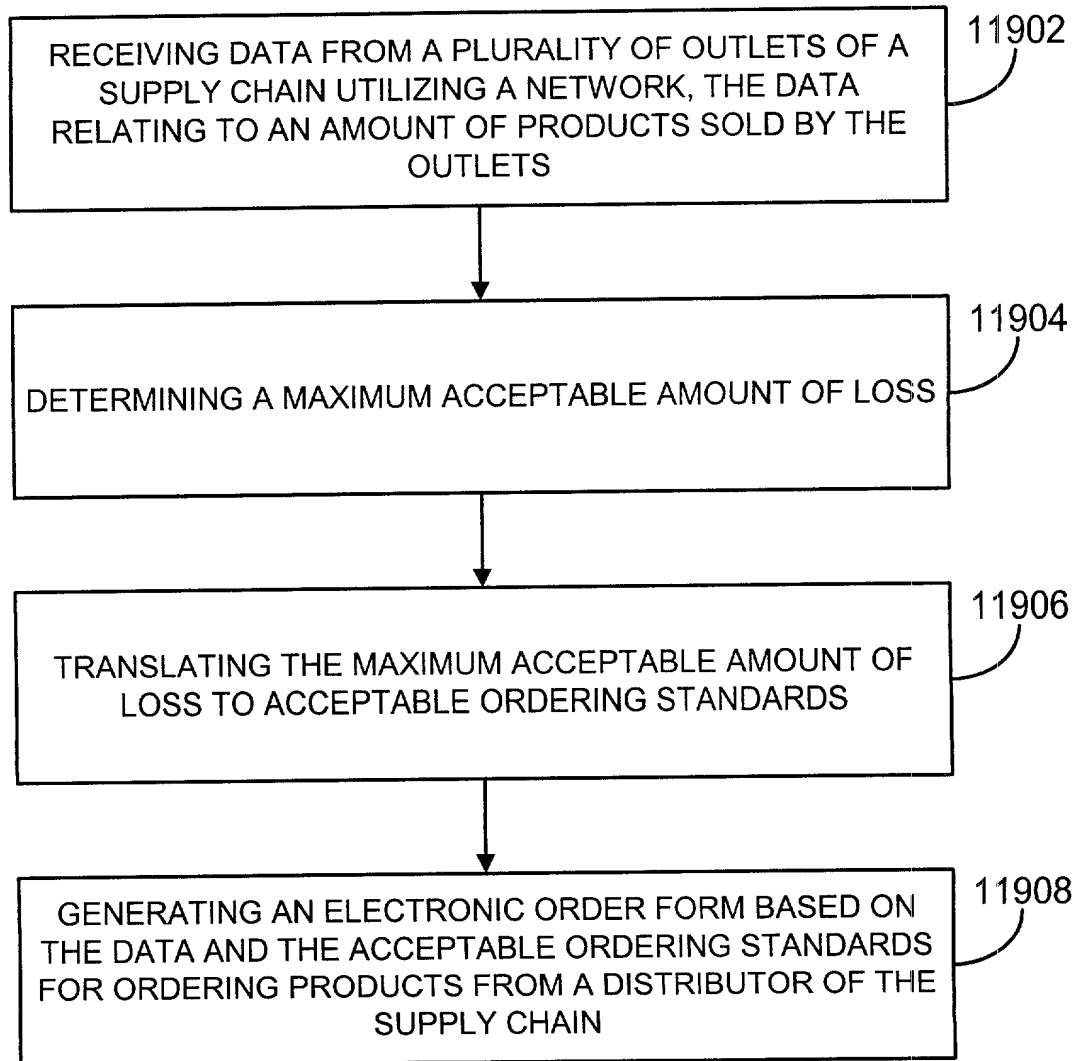 11902
RECEIVING DATA FROM A PLURALITY OF OUTLETS OF A
SUPPLY CHAIN UTILIZING A NETWORK, THE DATA
RELATING TO AN AMOUNT OF PRODUCTS SOLD BY THE
OUTLETS
11904
DETERMINING A MAXIMUM ACCEPTABLE AMOUNT OF LOSS
11906
TRANSLATING THE MAXIMUM ACCEPTABLE AMOUNT OF
LOSS TO ACCEPTABLE ORDERING STANDARDS
11908
GENERATING AN ELECTRONIC ORDER FORM BASED ON
THE DATA AND THE ACCEPTABLE ORDERING STANDARDS
FOR ORDERING PRODUCTS FROM A DISTRIBUTOR OF THE
SUPPLY CHAIN